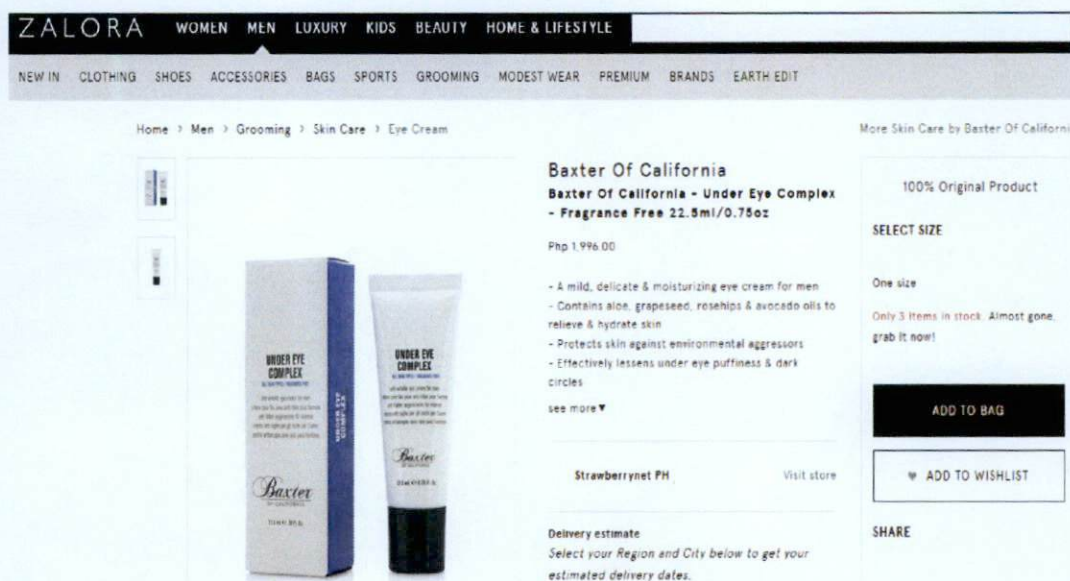 ZALORA WOMEN MEN LUXURY KIDS BEAUTY HOME & LIFESTYLE
NEW IN CLOTHING SHOES ACCESSORIES BAGS SPORTS GROOMING MODEST WEAR PREMIUM BRANDS EARTH EDIT
Home > Men > Grooming > Skin Care > Eye Cream
More Skin Care by Baxter Of Californi
Baxter Of California
Baxter Of California - Under Eye Complex
- Fragrance Free 22.5ml/0.75oz
Php 1,996.00
- A mild, delicate & moisturizing eye cream for men
- Contains aloe, grapeseed, rosehips & avocado oils to
relieve & hydrate skin
- Protects skin against environmental aggressors
- Effectively lessens under eye puffiness & dark
circles
see more▼
Strawberrynet PH Visit store
Delivery estimate
Select your Region and City below to get your
estimated delivery dates.
100% Original Product
SELECT SIZE
One size
Only 3 items in stock. Almost gone,
grab it now!
ADD TO BAG
♥ ADD TO WISHLIST
SHARE
UNDER EYE
COMPLEX
Baxter
OF CALIFORNIA
UNDER EYE
COMPLEX
UNDER EYE
COMPLEX
Baxter
OF CALIFORNIA